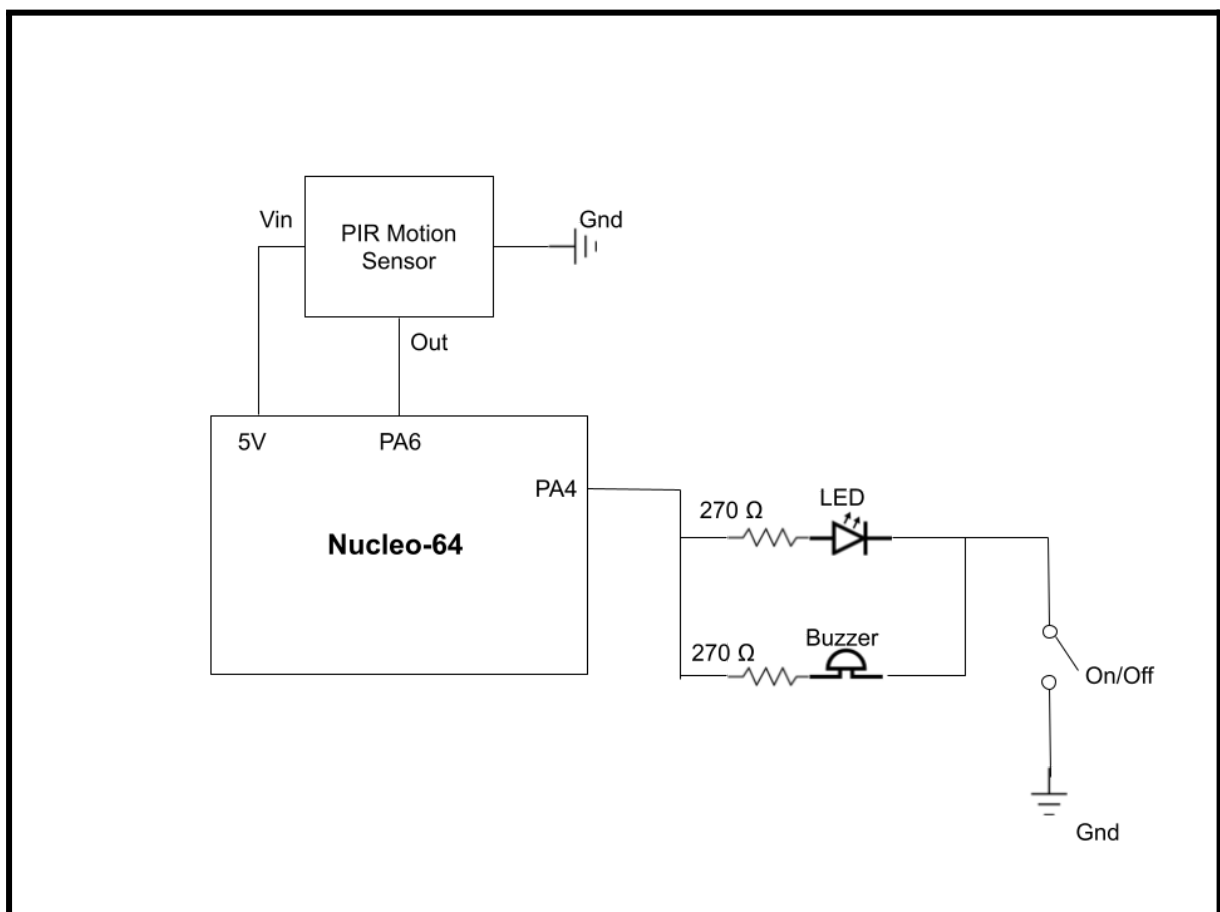 Vin
PIR Motion
Sensor
Gnd
Out
5V
PA6
PA4
Nucleo-64
270 Ω
LED
270 Ω
Buzzer
On/Off
Gnd